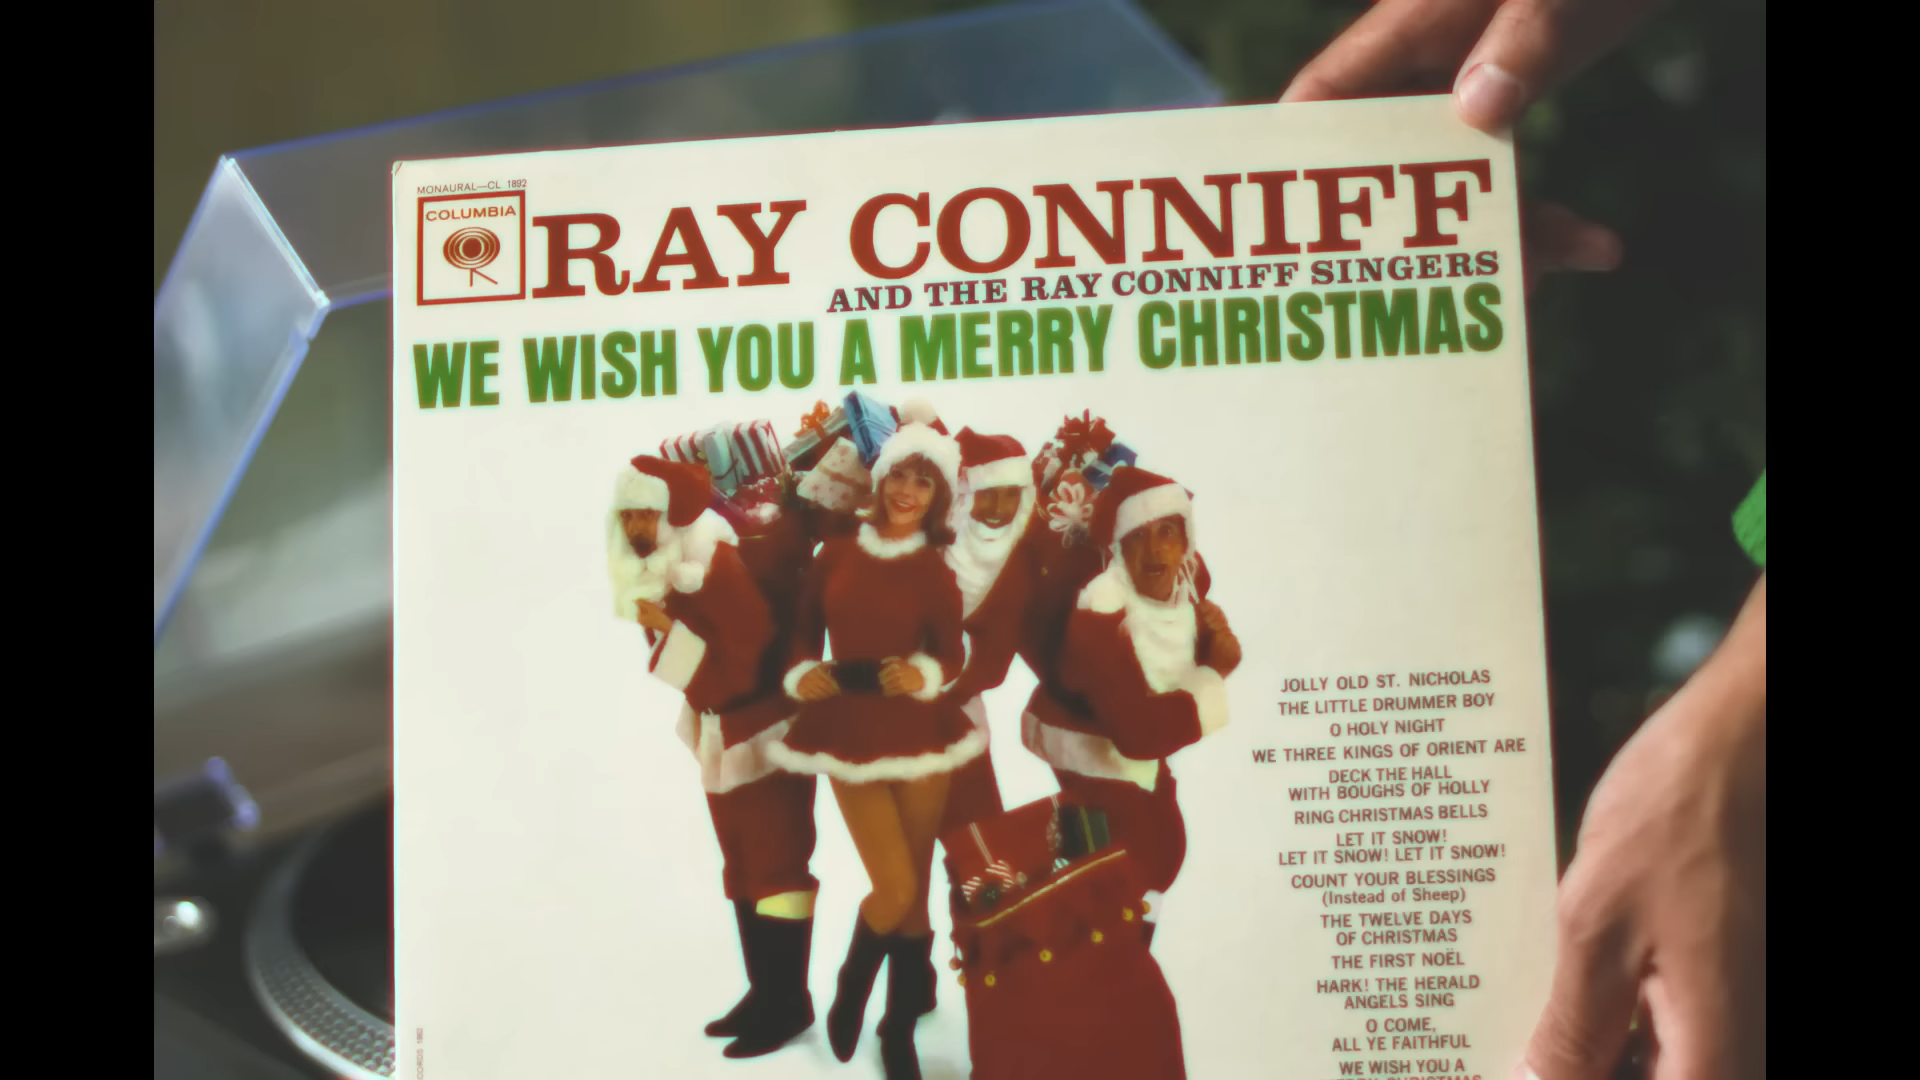 MONAURAL—CL 1892
COLUMBIA
RAY CONNIFF
AND THE RAY CONNIFF SINGERS
WE WISH YOU A MERRY CHRISTMAS
JOLLY OLD ST. NICHOLAS
THE LITTLE DRUMMER BOY
O HOLY NIGHT
WE THREE KINGS OF ORIENT ARE
DECK THE HALL
WITH BOUGHS OF HOLLY
RING CHRISTMAS BELLS
LET IT SNOW!
LET IT SNOW! LET IT SNOW!
COUNT YOUR BLESSINGS
(Instead of Sheep)
THE TWELVE DAYS
OF CHRISTMAS
THE FIRST NOËL
HARK! THE HERALD
ANGELS SING
O COME,
ALL YE FAITHFUL
WE WISH YOU A